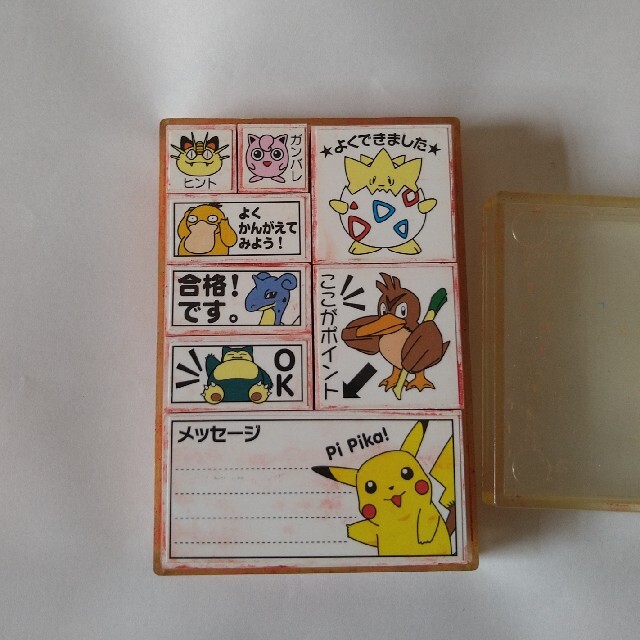 ヒント
ガンバレ
★よくできました★
よく
かんがえて
みよう！
合格！
です。
ここがポイント
OK
メッセージ
Pi Pika!